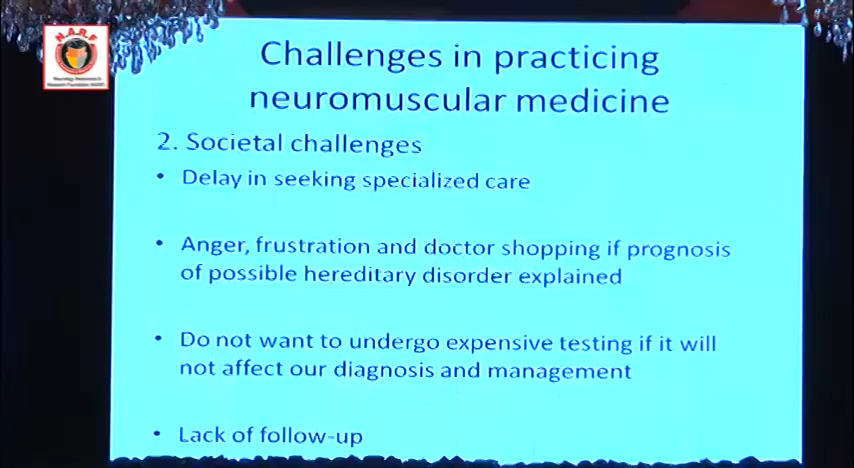 N.A.R.F
Challenges in practicing
neuromuscular medicine
2. Societal challenges
• Delay in seeking specialized care
• Anger, frustration and doctor shopping if prognosis
of possible hereditary disorder explained
• Do not want to undergo expensive testing if it will
not affect our diagnosis and management
• Lack of follow-up